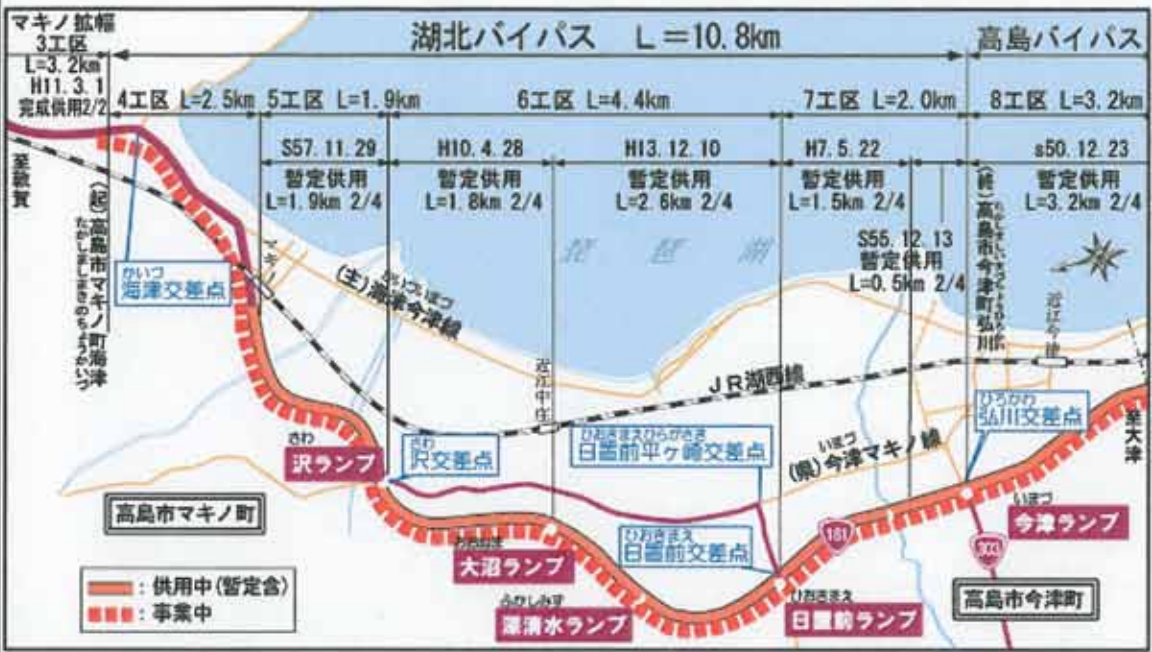 マキノ拡幅
3工区
L=3.2km
H11.3.1
完成供用2/2
湖北バイパス L=10.8km
高島バイパス
4工区 L=2.5km
5工区 L=1.9km
6工区 L=4.4km
7工区 L=2.0km
8工区 L=3.2km
S57.11.29
暫定供用
L=1.9km 2/4
H10.4.28
暫定供用
L=1.8km 2/4
H13.12.10
暫定供用
L=2.6km 2/4
H7.5.22
暫定供用
L=1.5km 2/4
S55.12.13
暫定供用
L=0.5km 2/4
s50.12.23
暫定供用
L=3.2km 2/4
至敦賀
(起)高島市マキノ町海津
たかしましまきのちょうかいづ
かいづ
海津交差点
マキノ
かいづいまづ
(主)海津今津線
琵琶湖
近江中庄
JR湖西線
(終)高島市今津町弘川
近江今津
至大津
さわ
沢ランプ
さわ
沢交差点
ひおきまえひらがさき
日置前平ヶ崎交差点
いまづ
(県)今津マキノ線
ひろかわ
弘川交差点
高島市マキノ町
おおぬま
大沼ランプ
ひおきまえ
日置前交差点
161
いまづ
今津ランプ
303
深清水ランプ
ひおきまえ
日置前ランプ
高島市今津町
:供用中(暫定含)
:事業中